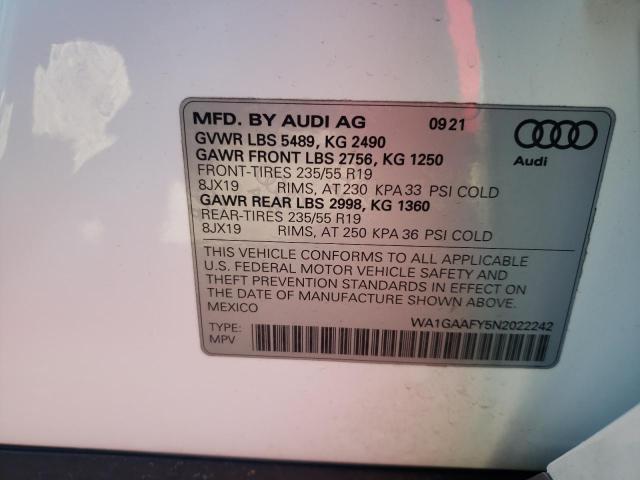 MFD. BY AUDI AG 09 21
GVWR LBS 5489, KG 2490
GAWR FRONT LBS 2756, KG 1250
FRONT-TIRES 235/55 R19
8JX19 RIMS, AT 230 KPA 33 PSI COLD
GAWR REAR LBS 2998, KG 1360
REAR-TIRES 235/55 R19
8JX19 RIMS, AT 250 KPA 36 PSI COLD
Audi
THIS VEHICLE CONFORMS TO ALL APPLICABLE
U.S. FEDERAL MOTOR VEHICLE SAFETY AND
THEFT PREVENTION STANDARDS IN EFFECT ON
THE DATE OF MANUFACTURE SHOWN ABOVE.
MEXICO
WA1GAAFY5N2022242
TYPE:
MPV